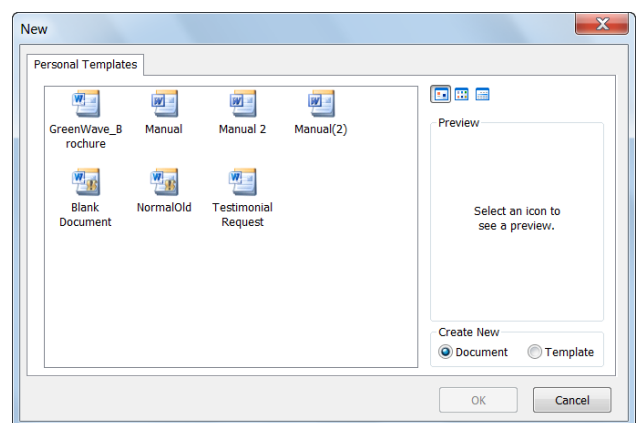 New
Personal Templates
GreenWave_B
rochure
Manual
Manual 2
Manual(2)
Blank
Document
NormalOld
Testimonial
Request
Preview
Select an icon to
see a preview.
Create New
Document
Template
OK
Cancel